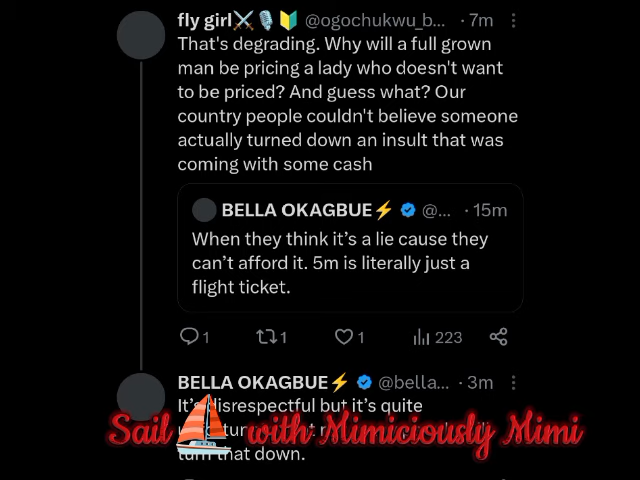 fly girl⚔️🎙️🔰 @ogochukwu_b... · 7m
That's degrading. Why will a full grown
man be pricing a lady who doesn't want
to be priced? And guess what? Our
country people couldn't believe someone
actually turned down an insult that was
coming with some cash
BELLA OKAGBUE⚡ @... · 15m
When they think it's a lie cause they
can't afford it. 5m is literally just a
flight ticket.
1 1 1 223
BELLA OKAGBUE⚡ @bella... · 3m
It's disrespectful but it's quite
Sail⛵ with Mimiciously Mimi
turn that down.